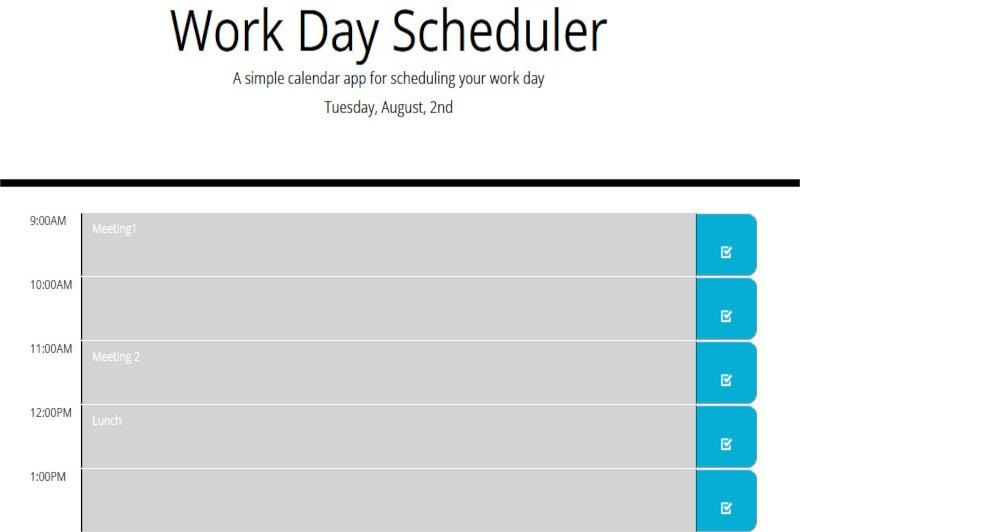 Work Day Scheduler
A simple calendar app for scheduling your work day
Tuesday, August, 2nd
9:00AM
Meeting1
10:00AM
11:00AM
Meeting 2
12:00PM
Lunch
1:00PM